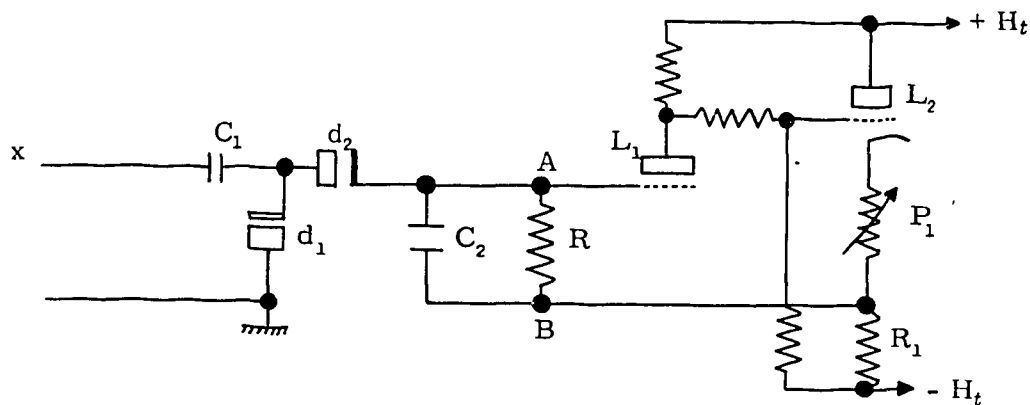 + H_t
L_2
C_1
d_2
L_1
x
A
P_1
d_1
C_2
R
B
R_1
- H_t